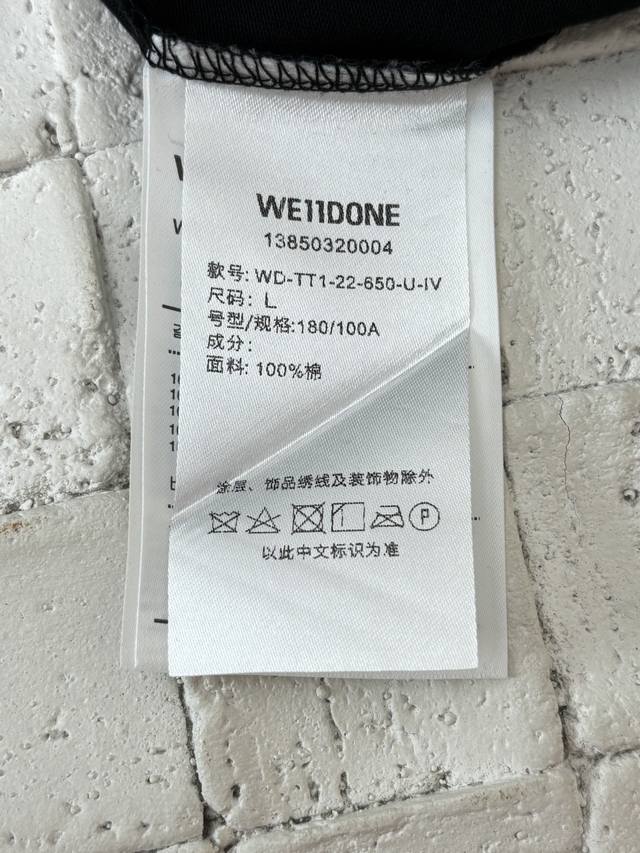 WE11DONE
13850320004
款号: WD-TT1-22-650-U-IV
尺码: L
号型/规格:180/100A
成分:
面料: 100%棉
涂层、饰品绣线及装饰物除外
P
以此中文标识为准